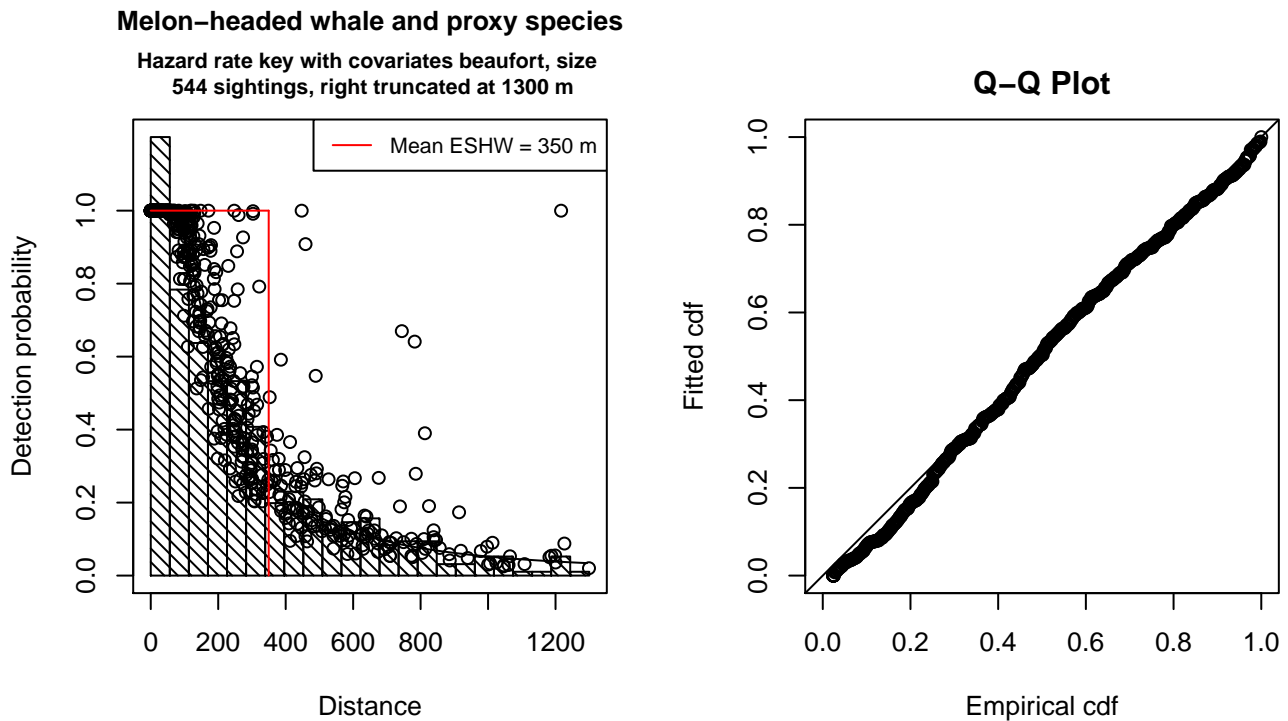 Melon−headed whale and proxy species
Hazard rate key with covariates beaufort, size
544 sightings, right truncated at 1300 m
Mean ESHW = 350 m
Detection probability
0.0
0.2
0.4
0.6
0.8
1.0
0 200 400 600 800 1200
Distance
Q−Q Plot
Fitted cdf
0.0
0.2
0.4
0.6
0.8
1.0
0.0 0.2 0.4 0.6 0.8 1.0
Empirical cdf